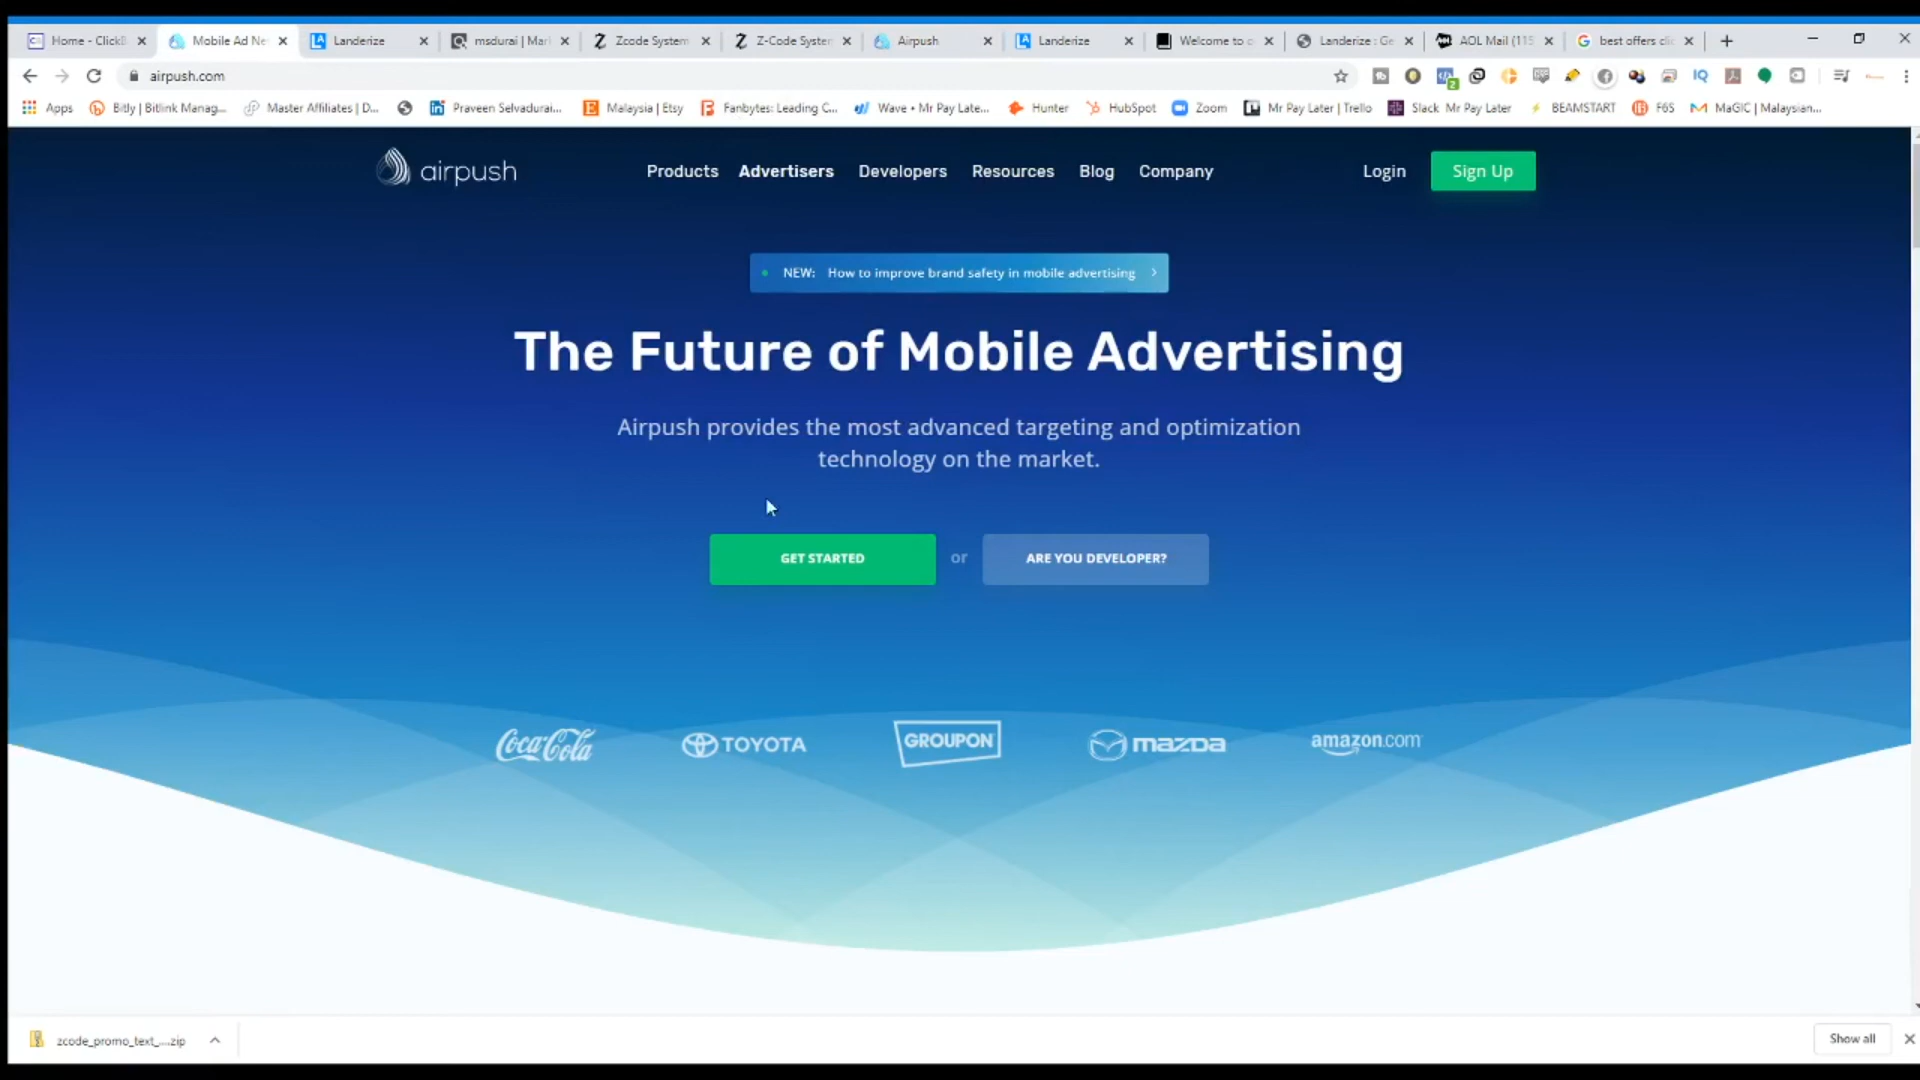 Home - ClickB
Mobile Ad Ne
Landerize
msdurai | Mar
Zcode System
Z-Code System
Airpush
Landerize
Welcome to c
Landerize : Ge
AOL Mail (115
best offers cli
airpush.com
Apps
Bitly | Bitlink Manag...
Master Affiliates | D...
Praveen Selvadurai...
Malaysia | Etsy
Fanbytes: Leading C...
Wave • Mr Pay Late...
Hunter
HubSpot
Zoom
Mr Pay Later | Trello
Slack Mr Pay Later
BEAMSTART
F6S
MaGIC | Malaysian...
airpush
Products
Advertisers
Developers
Resources
Blog
Company
Login
Sign Up
NEW: How to improve brand safety in mobile advertising
The Future of Mobile Advertising
Airpush provides the most advanced targeting and optimization
technology on the market.
GET STARTED
or
ARE YOU DEVELOPER?
Coca-Cola
TOYOTA
GROUPON
mazda
amazon.com
zcode_promo_text_....zip
Show all